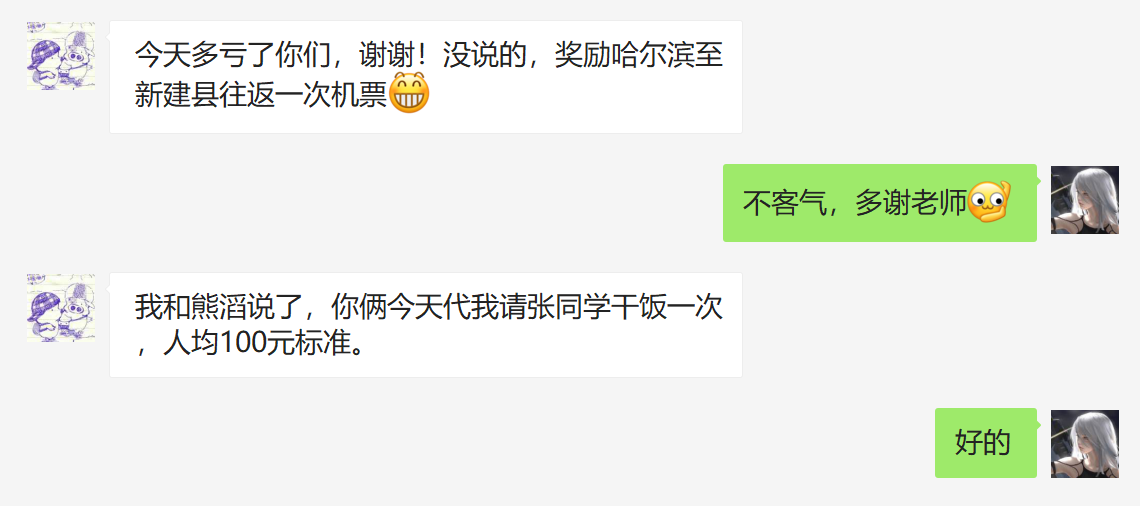 今天多亏了你们，谢谢！没说的，奖励哈尔滨至
新建县往返一次机票😁
不客气，多谢老师🫣
我和熊滔说了，你俩今天代我请张同学干饭一次
，人均100元标准。
好的